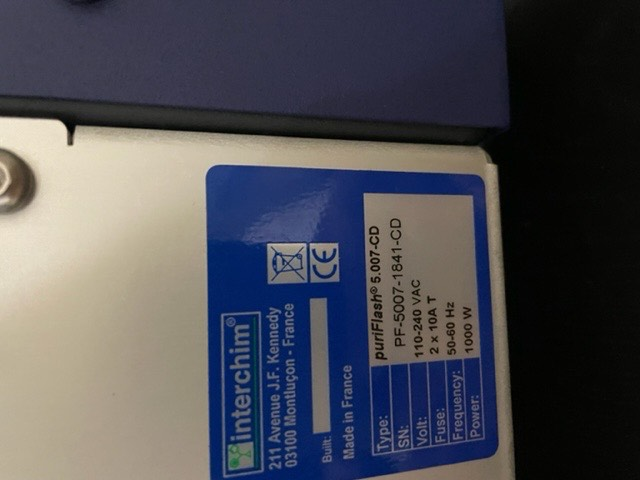 interchim®
211 Avenue J.F. Kennedy
03100 Montluçon - France
CE
Built:
Made in France
Type: puriFlash® 5.007-CD
SN: PF-5007-1841-CD
Volt: 110-240 VAC
Fuse: 2 x 10A T
Frequency: 50-60 Hz
Power: 1000 W